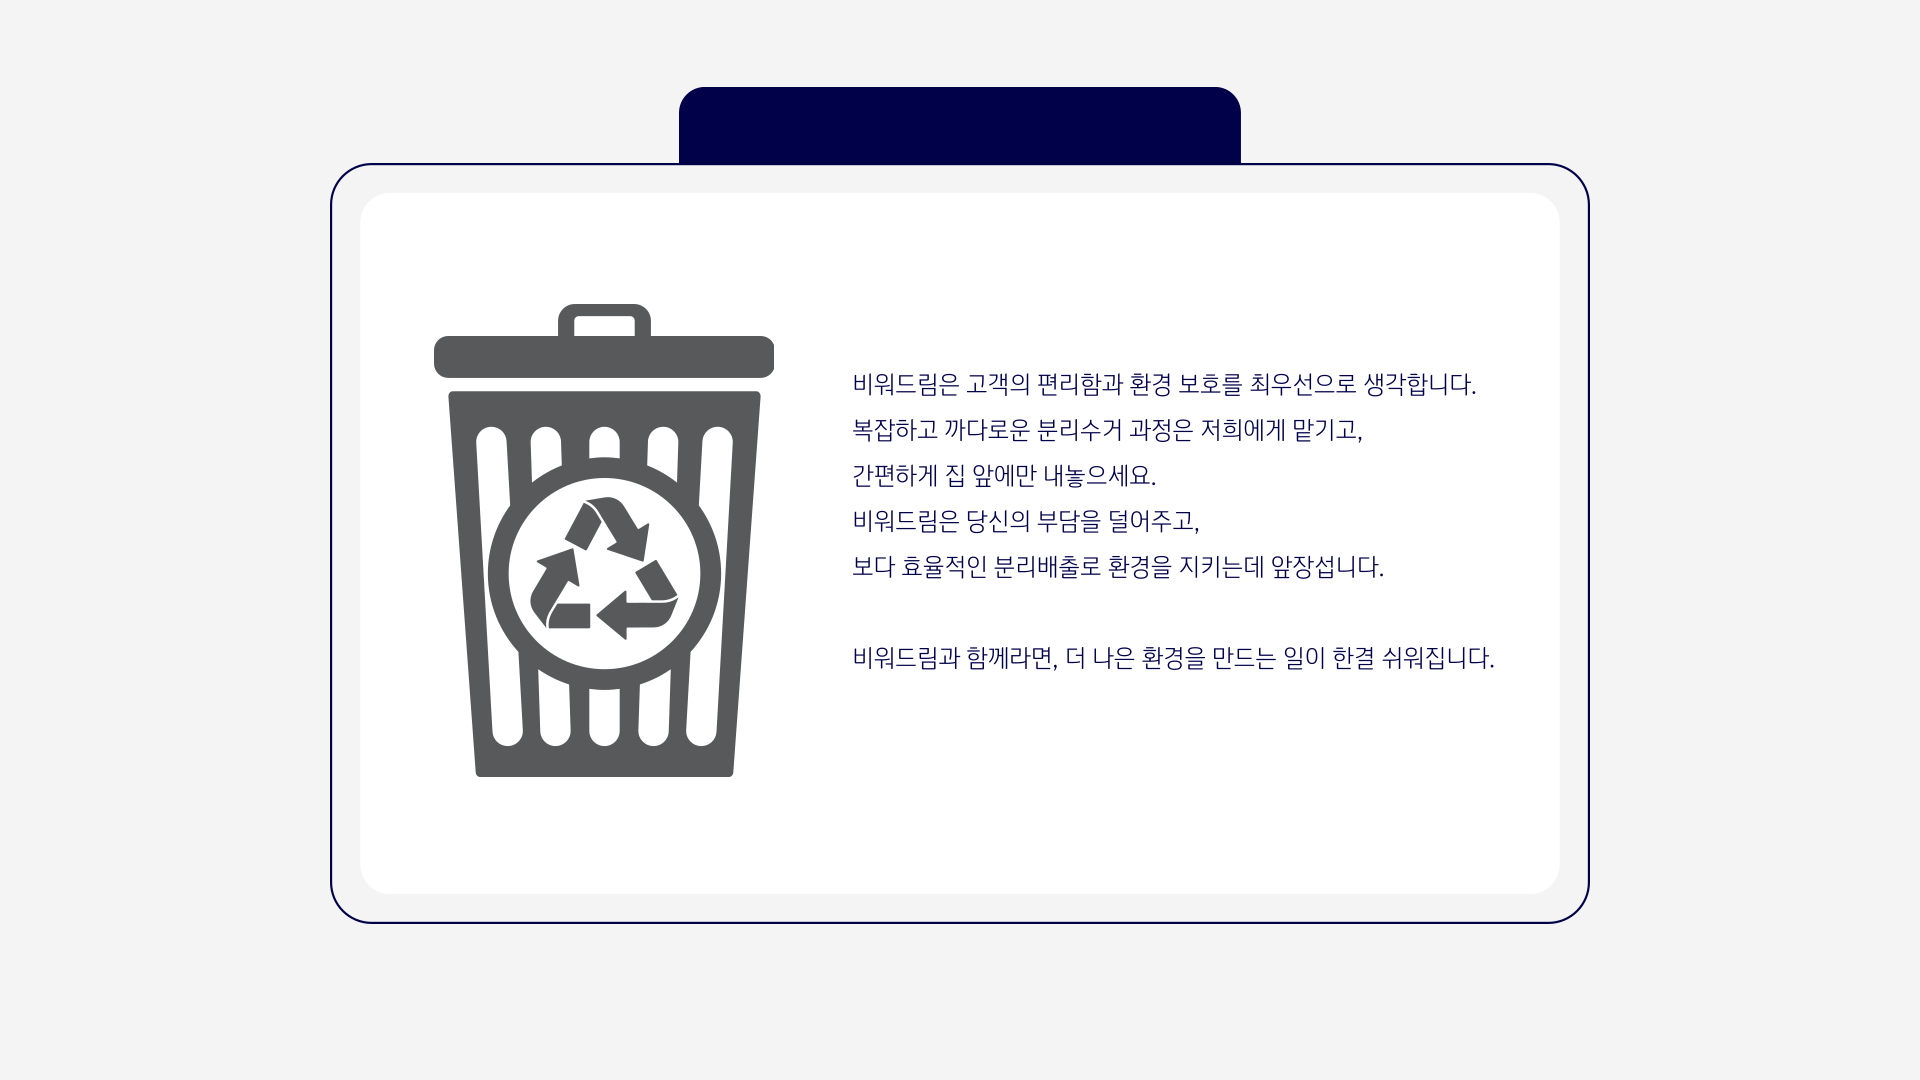 비워드림은 고객의 편리함과 환경 보호를 최우선으로 생각합니다.
복잡하고 까다로운 분리수거 과정은 저희에게 맡기고,
간편하게 집 앞에만 내놓으세요.
비워드림은 당신의 부담을 덜어주고,
보다 효율적인 분리배출로 환경을 지키는데 앞장섭니다.
비워드림과 함께라면, 더 나은 환경을 만드는 일이 한결 쉬워집니다.